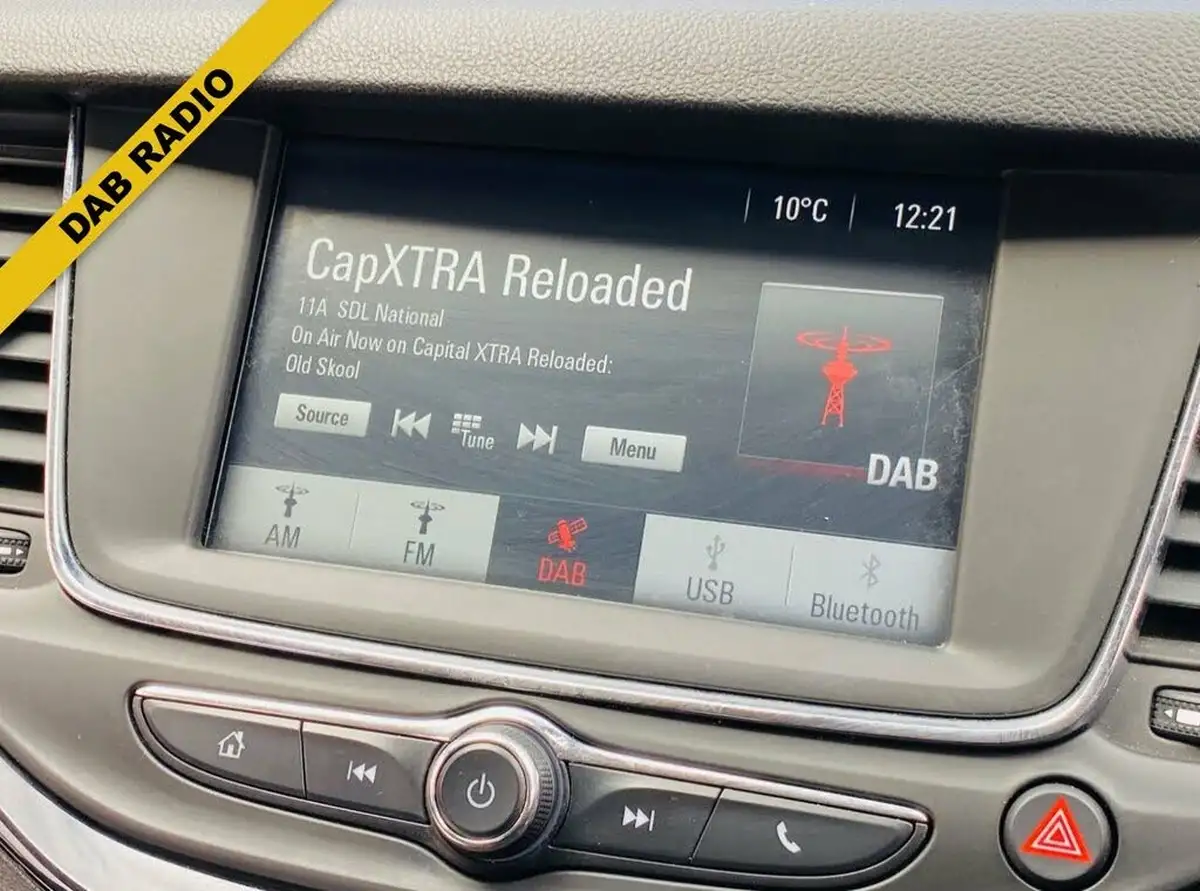 DAB RADIO
10°C
12:21
CapXTRA Reloaded
11A SDL National
On Air Now on Capital XTRA Reloaded:
Old Skool
Source
Tune
Menu
DAB
AM
FM
DAB
USB
Bluetooth